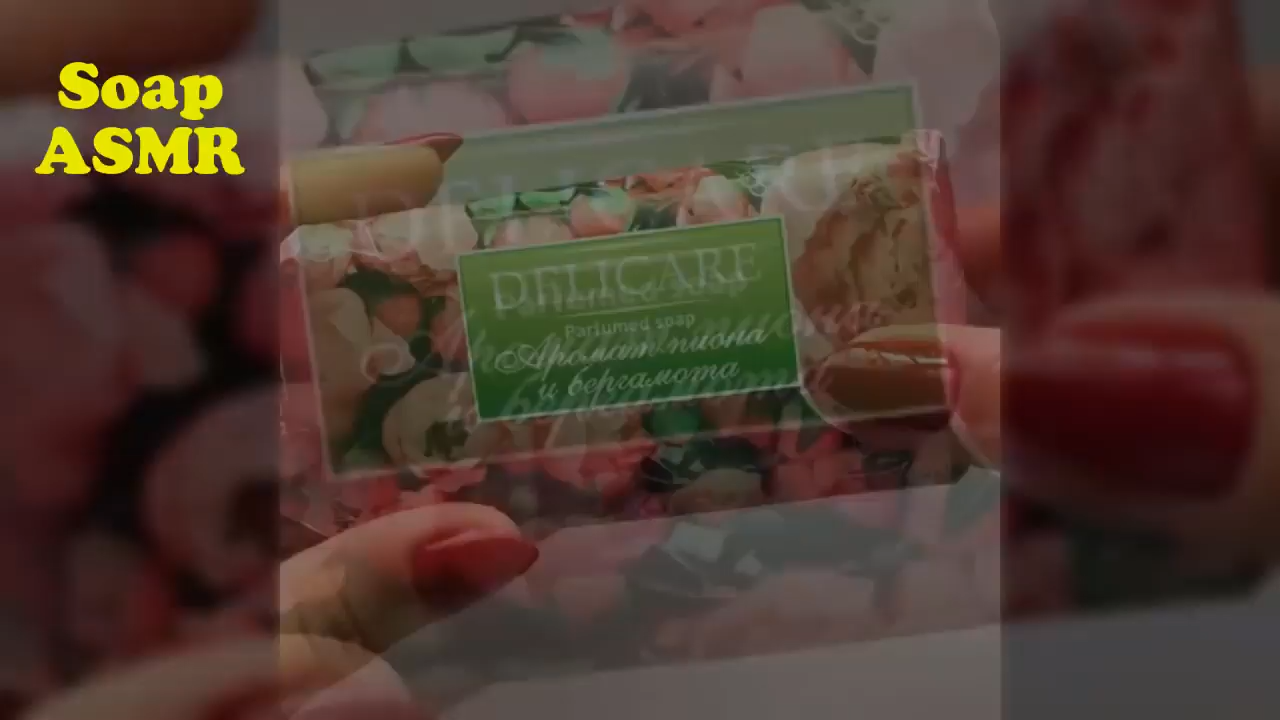 Soap
ASMR
DELICARE
Parfumed soap
Аромат пиона
и бергамота